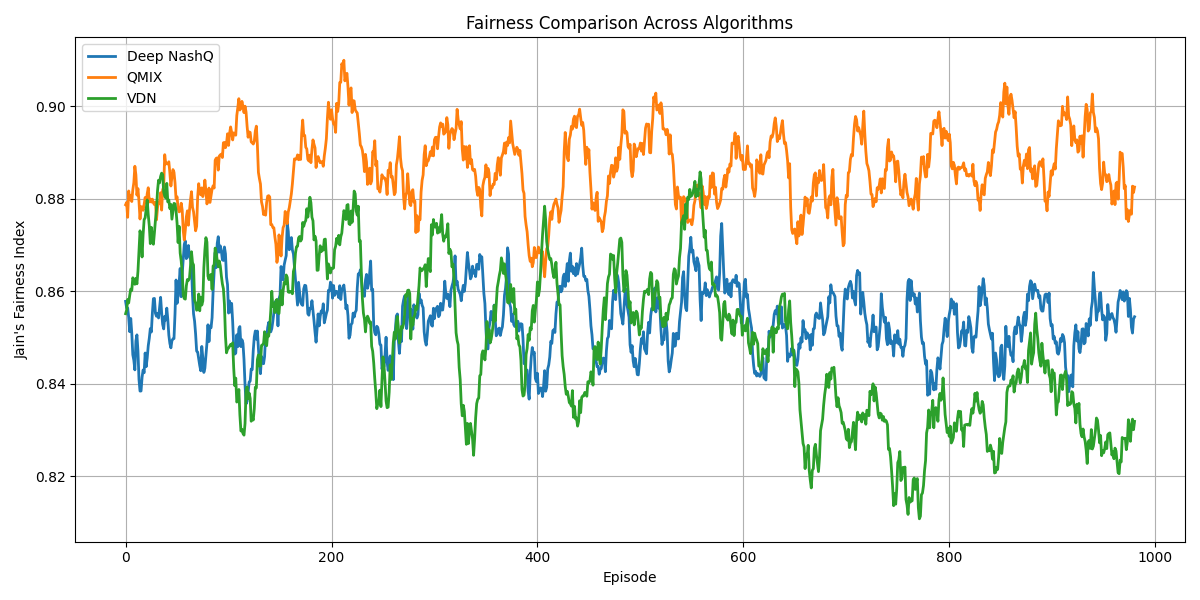 Fairness Comparison Across Algorithms
Deep NashQ
QMIX
VDN
Jain's Fairness Index
0.90
0.88
0.86
0.84
0.82
0
200
400
600
800
1000
Episode